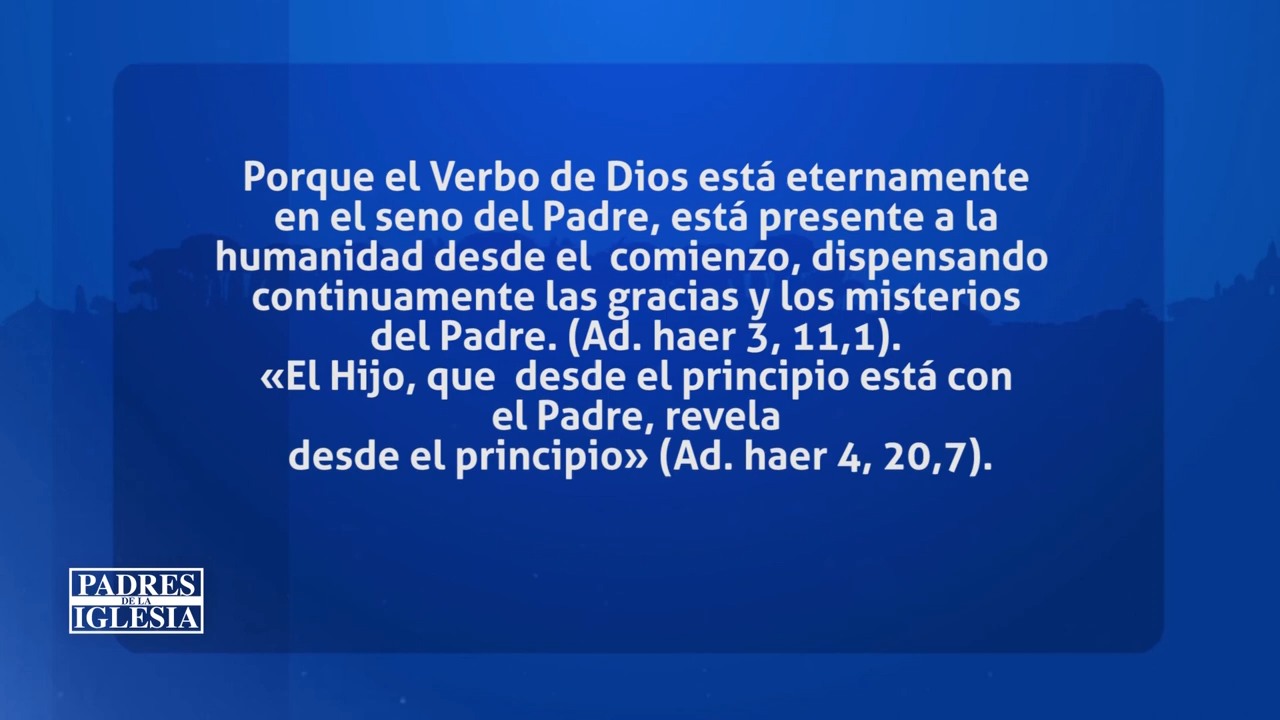 Porque el Verbo de Dios está eternamente
en el seno del Padre, está presente a la
humanidad desde el  comienzo, dispensando
continuamente las gracias y los misterios
del Padre. (Ad. haer 3, 11,1).
«El Hijo, que  desde el principio está con
el Padre, revela
desde el principio» (Ad. haer 4, 20,7).
PADRES
DE LA
IGLESIA